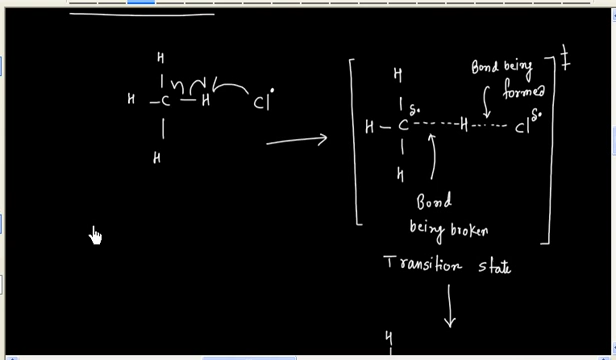 H
H – C – H Cl•
H
[ H ]‡
Bond being
formed
H – C δ• ------ H ----- Cl δ•
H
Bond
being broken
Transition state
H